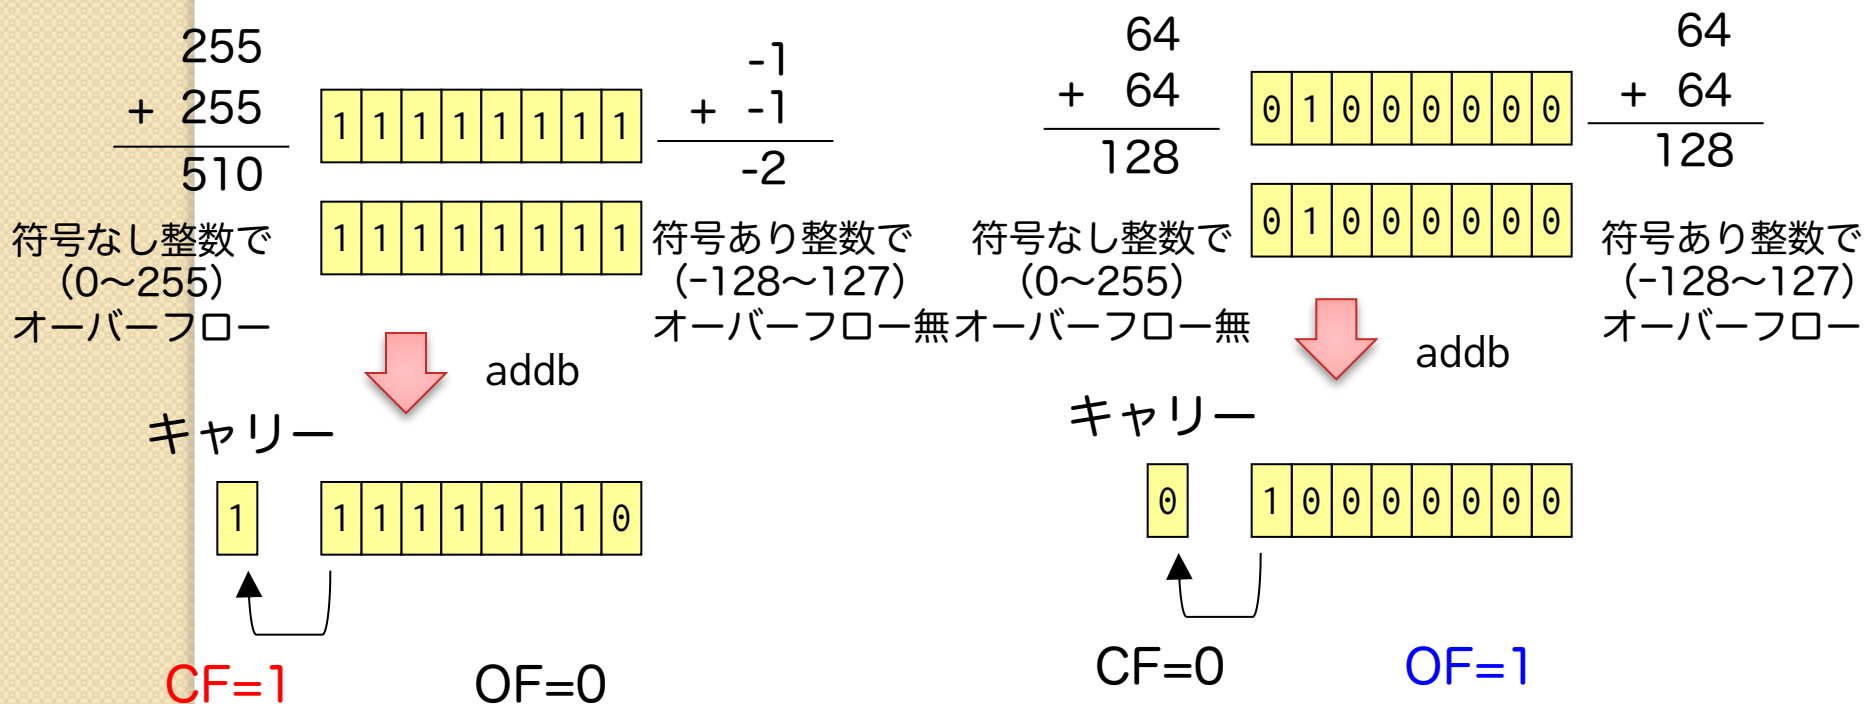 255
+ 255
510
符号なし整数で
(0~255)
オーバーフロー
1 1 1 1 1 1 1 1
1 1 1 1 1 1 1 1
-1
+ -1
-2
符号あり整数で
(-128~127)
オーバーフロー無
addb
キャリー
1
1 1 1 1 1 1 1 0
CF=1
OF=0
64
+ 64
128
符号なし整数で
(0~255)
オーバーフロー無
0 1 0 0 0 0 0 0
0 1 0 0 0 0 0 0
64
+ 64
128
符号あり整数で
(-128~127)
オーバーフロー
addb
キャリー
0
1 0 0 0 0 0 0 0
CF=0
OF=1